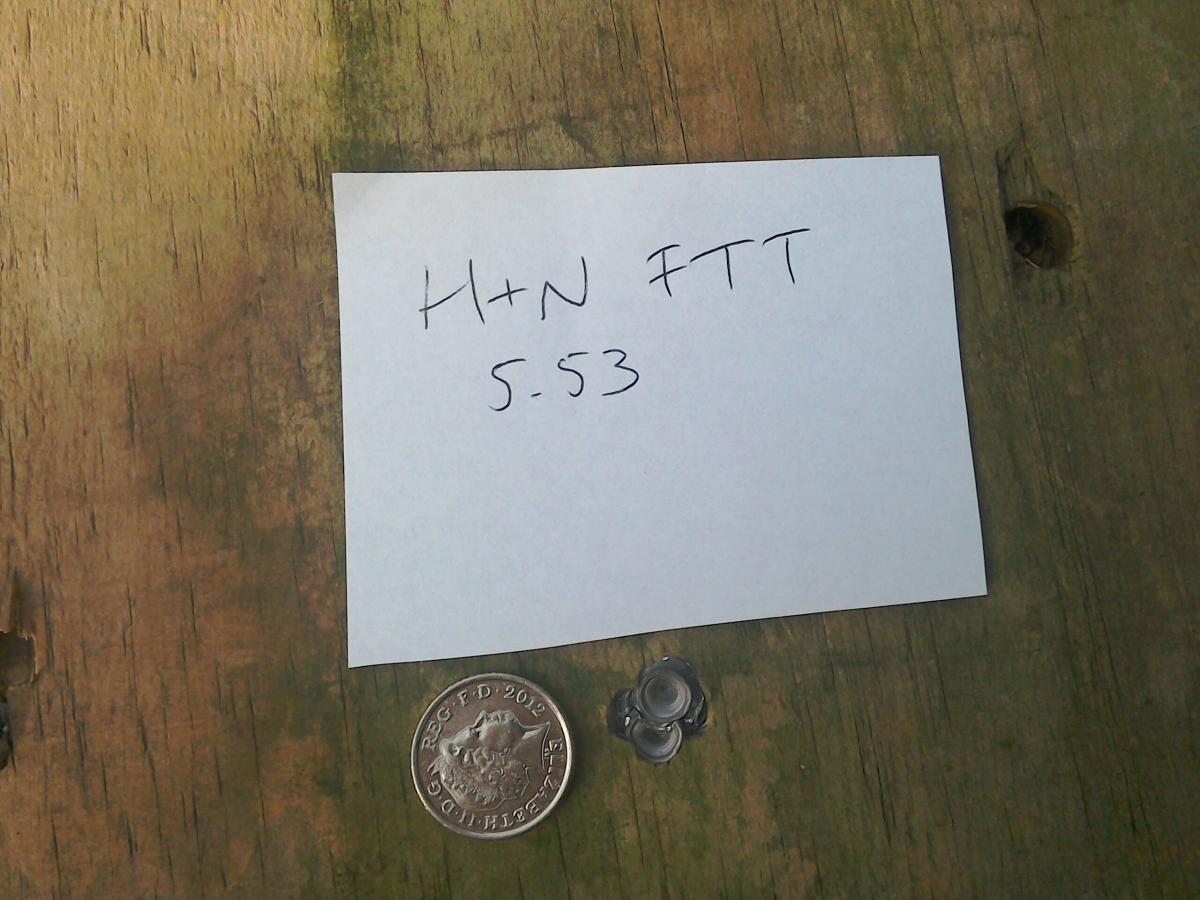 H+N FTT
5.53
ELIZABETH·II·D·G REG·F·D·2012